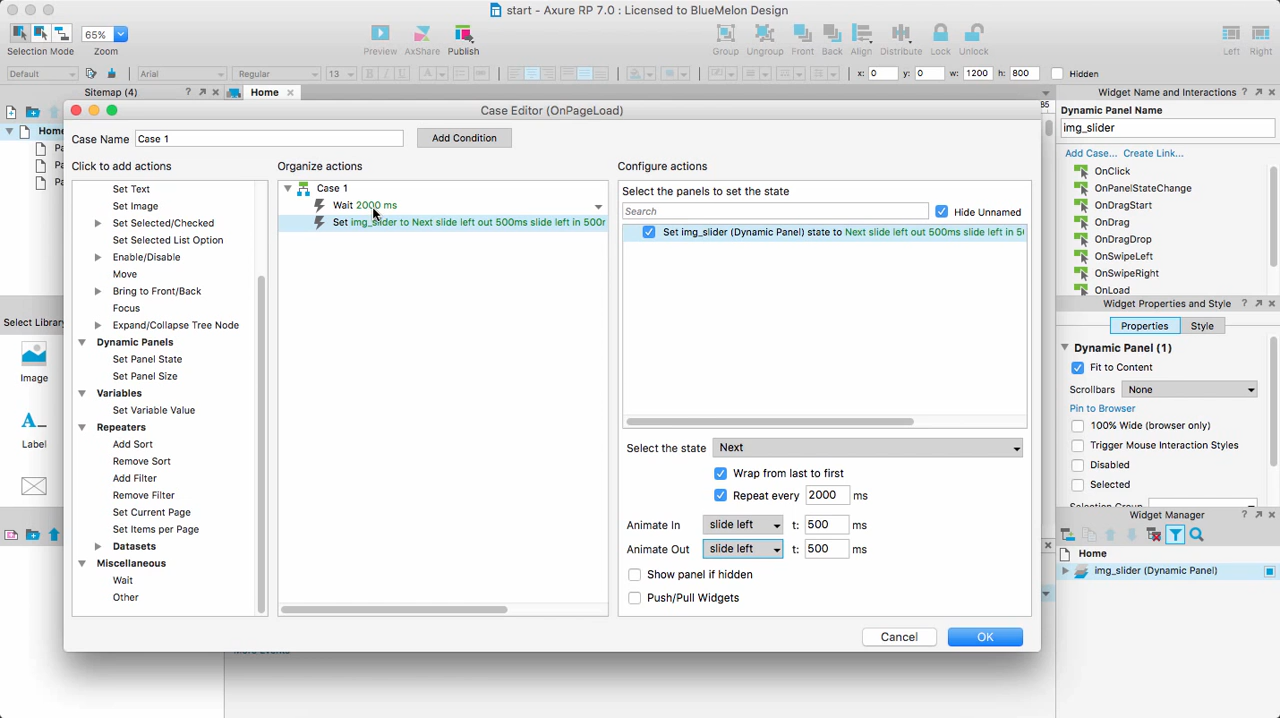 start - Axure RP 7.0 : Licensed to BlueMelon Design
65%
Selection Mode
Zoom
Preview
AxShare
Publish
Group
Ungroup
Front
Back
Align
Distribute
Lock
Unlock
Left
Right
Default
Arial
Regular
13
B I U
x: 0 y: 0 w: 1200 h: 800 Hidden
Sitemap (4)
Home
Widget Name and Interactions
Home
Case Editor (OnPageLoad)
Case Name Case 1
Add Condition
Click to add actions
Set Text
Set Image
Set Selected/Checked
Set Selected List Option
Enable/Disable
Move
Bring to Front/Back
Focus
Expand/Collapse Tree Node
Dynamic Panels
Set Panel State
Set Panel Size
Variables
Set Variable Value
Repeaters
Add Sort
Remove Sort
Add Filter
Remove Filter
Set Current Page
Set Items per Page
Datasets
Miscellaneous
Wait
Other
Organize actions
Case 1
Wait 2000 ms
Set img_slider to Next slide left out 500ms slide left in
Configure actions
Select the panels to set the state
Search
Hide Unnamed
Set img_slider (Dynamic Panel) state to Next slide left out 500ms slide left in
Select the state Next
Wrap from last to first
Repeat every 2000 ms
Animate In slide left t: 500 ms
Animate Out slide left t: 500 ms
Show panel if hidden
Push/Pull Widgets
Cancel
OK
Select
Image
Label
Dynamic Panel Name
img_slider
Add Case... Create Link...
OnClick
OnPanelStateChange
OnDragStart
OnDrag
OnDragDrop
OnSwipeLeft
OnSwipeRight
OnLoad
Widget Properties and Style
Properties
Style
Dynamic Panel (1)
Fit to Content
Scrollbars None
Pin to Browser
100% Wide (browser only)
Trigger Mouse Interaction Styles
Disabled
Selected
Widget Manager
Home
img_slider (Dynamic Panel)